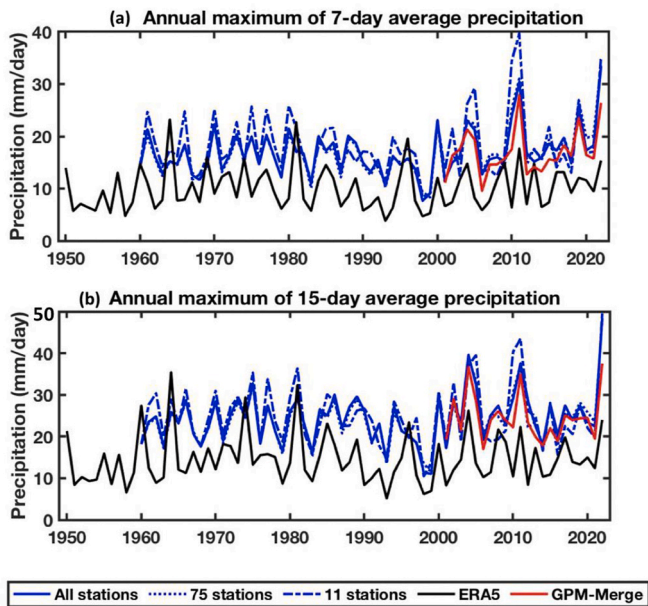 (a) Annual maximum of 7-day average precipitation
Precipitation (mm/day)
40
30
20
10
0
1950 1960 1970 1980 1990 2000 2010 2020
(b) Annual maximum of 15-day average precipitation
Precipitation (mm/day)
50
40
30
20
10
0
1950 1960 1970 1980 1990 2000 2010 2020
All stations 75 stations 11 stations ERA5 GPM-Merge